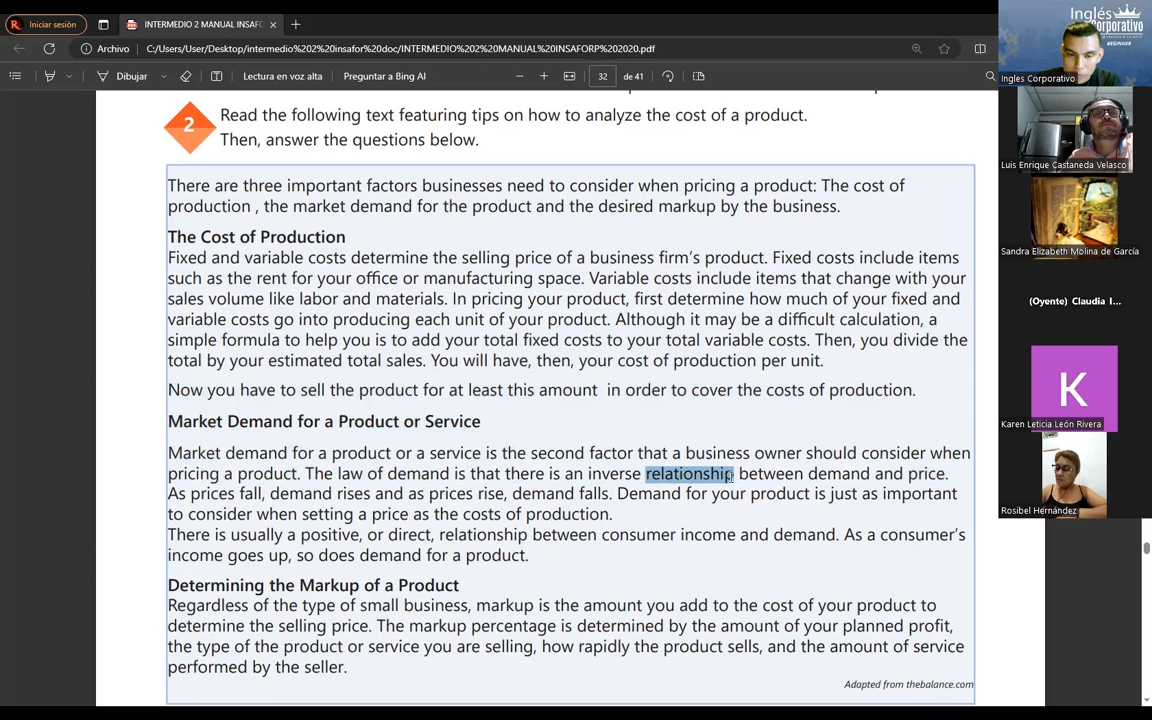 Iniciar sesión
INTERMEDIO 2 MANUAL INSAF
Archivo
C:/Users/User/Desktop/intermedio%202%20insafor%20doc/INTERMEDIO%202%20MANUAL%20INSAFORP%202020.pdf
Dibujar
Lectura en voz alta
Preguntar a Bing AI
32
de 41
2
Read the following text featuring tips on how to analyze the cost of a product.
Then, answer the questions below.
There are three important factors businesses need to consider when pricing a product: The cost of
production , the market demand for the product and the desired markup by the business.
The Cost of Production
Fixed and variable costs determine the selling price of a business firm's product. Fixed costs include items
such as the rent for your office or manufacturing space. Variable costs include items that change with your
sales volume like labor and materials. In pricing your product, first determine how much of your fixed and
variable costs go into producing each unit of your product. Although it may be a difficult calculation, a
simple formula to help you is to add your total fixed costs to your total variable costs. Then, you divide the
total by your estimated total sales. You will have, then, your cost of production per unit.
Now you have to sell the product for at least this amount in order to cover the costs of production.
Market Demand for a Product or Service
Market demand for a product or a service is the second factor that a business owner should consider when
pricing a product. The law of demand is that there is an inverse relationship between demand and price.
As prices fall, demand rises and as prices rise, demand falls. Demand for your product is just as important
to consider when setting a price as the costs of production.
There is usually a positive, or direct, relationship between consumer income and demand. As a consumer's
income goes up, so does demand for a product.
Determining the Markup of a Product
Regardless of the type of small business, markup is the amount you add to the cost of your product to
determine the selling price. The markup percentage is determined by the amount of your planned profit,
the type of the product or service you are selling, how rapidly the product sells, and the amount of service
performed by the seller.
Adapted from thebalance.com
Inglés
Corporativo
BEGINNER
Ingles Corporativo
Luis Enrique Castaneda Velasco
Sandra Elizabeth Molina de García
(Oyente) Claudia I...
K
Karen Leticia León Rivera
Rosibel Hernández